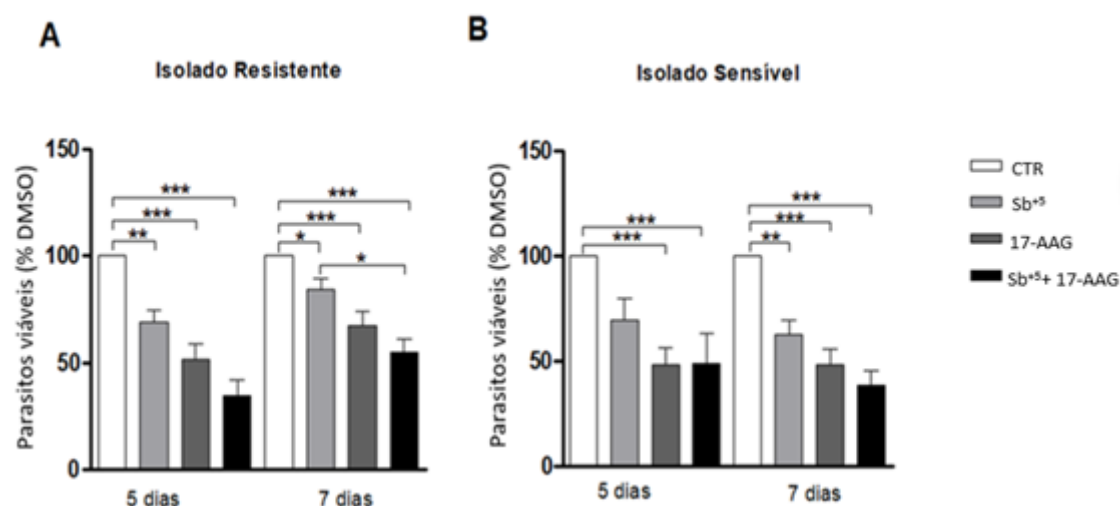 A
Isolado Resistente
Parasitos viáveis (% DMSO)
150
100
50
0
***
***
**
***
***
*
*
5 dias
7 dias
B
Isolado Sensível
Parasitos viáveis (% DMSO)
150
100
50
0
***
***
***
***
**
5 dias
7 dias
CTR
Sb⁺⁵
17-AAG
Sb⁺⁵+ 17-AAG